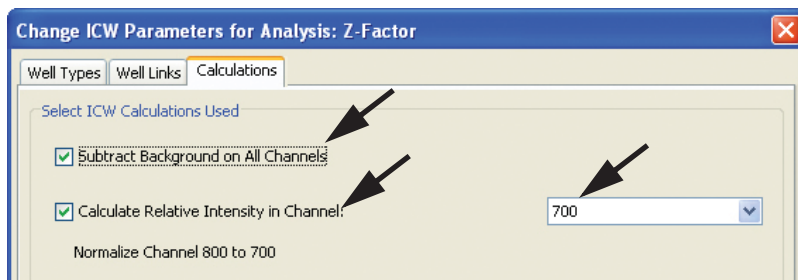 Change ICW Parameters for Analysis: Z-Factor
Well Types Well Links Calculations
Select ICW Calculations Used
Subtract Background on All Channels
Calculate Relative Intensity in Channel: 700
Normalize Channel 800 to 700